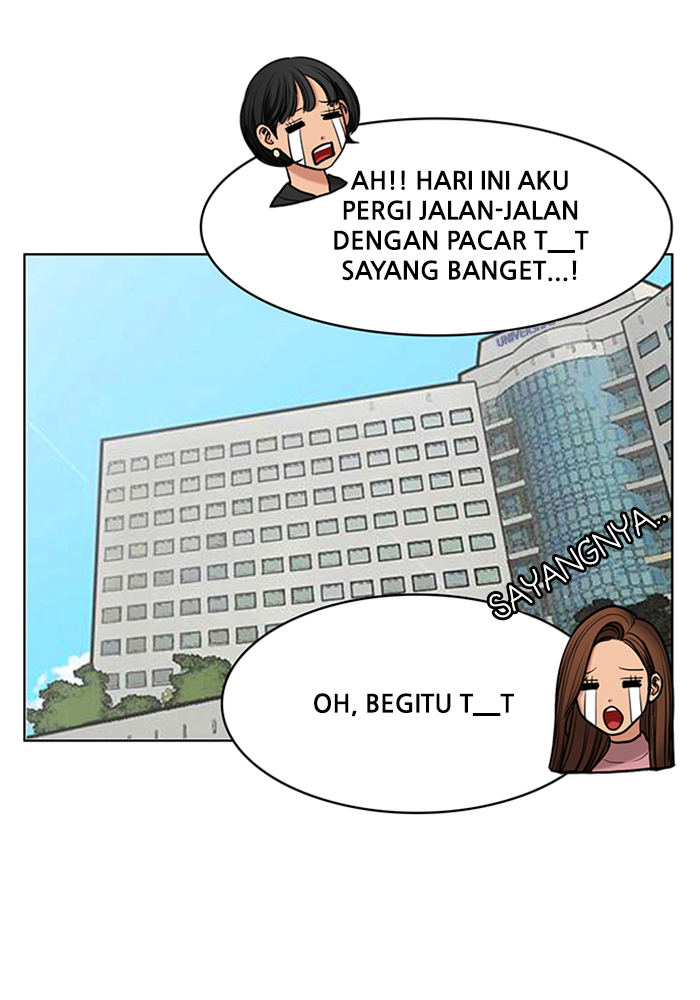 AH!! HARI INI AKU
PERGI JALAN-JALAN
DENGAN PACAR T__T
SAYANG BANGET...!
SAYANGNYA..
OH, BEGITU T__T